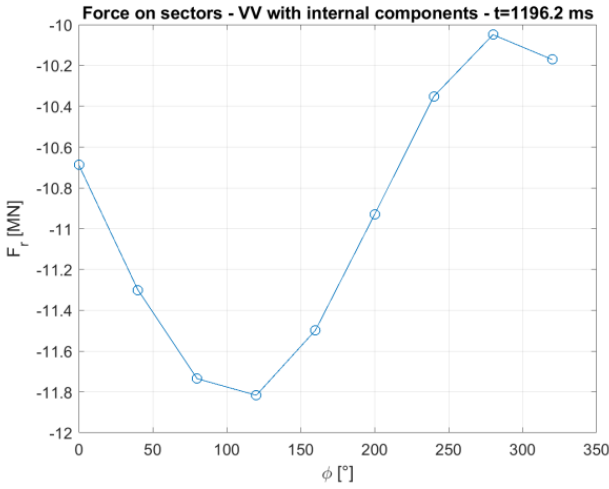 Force on sectors - VV with internal components - t=1196.2 ms
-10
-10.2
-10.4
-10.6
-10.8
-11
-11.2
-11.4
-11.6
-11.8
-12
F_r [MN]
0 50 100 150 200 250 300 350
ϕ [°]